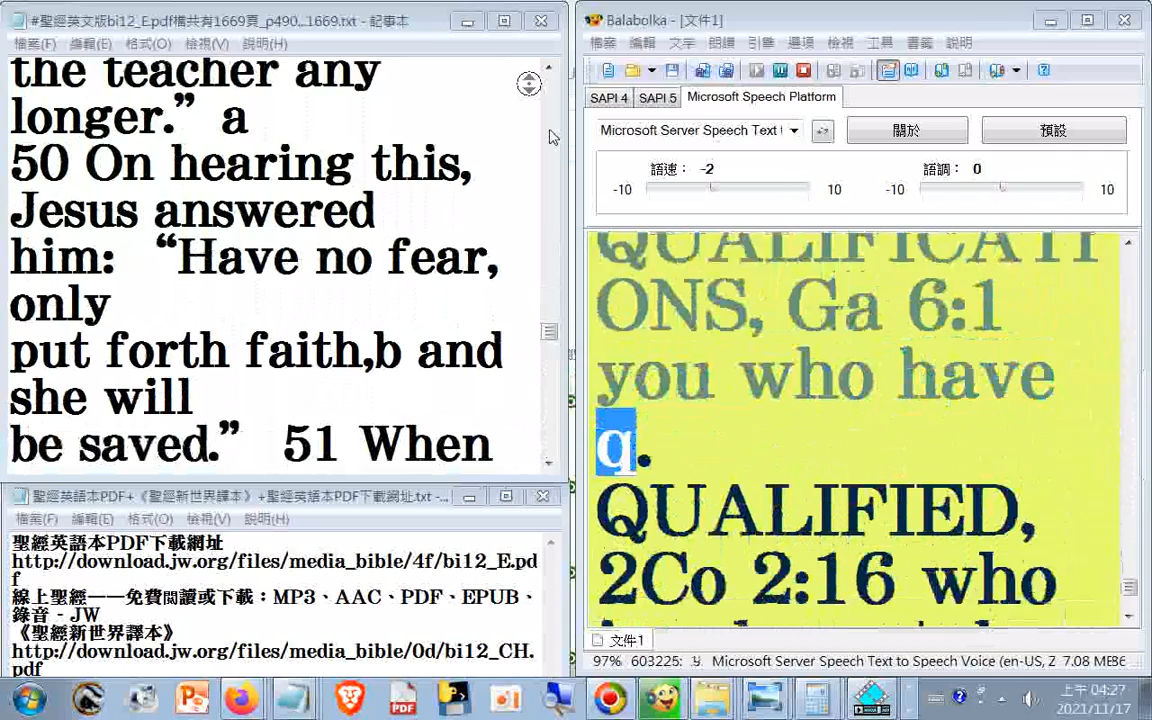 #聖經英文版bi12_E.pdf構共有1669頁_p490,..1669.txt - 記事本
檔案(F) 編輯(E) 格式(O) 檢視(V) 說明(H)
the teacher any
longer.” a
50 On hearing this,
Jesus answered
him: “Have no fear,
only
put forth faith,b and
she will
be saved.” 51 When
聖經英語本PDF+《聖經新世界譯本》+聖經英語本PDF下載網址.txt - ...
檔案(F) 編輯(E) 格式(O) 檢視(V) 說明(H)
聖經英語本PDF下載網址
http://download.jw.org/files/media_bible/4f/bi12_E.pd
f
線上聖經——免費閱讀或下載：MP3、AAC、PDF、EPUB、
錄音 - JW
《聖經新世界譯本》
http://download.jw.org/files/media_bible/0d/bi12_CH.
pdf
Balabolka - [文件1]
檔案 編輯 文字 朗讀 引擎 選項 檢視 工具 書籤 說明
SAPI 4 SAPI 5 Microsoft Speech Platform
Microsoft Server Speech Text 關於 預設
語速： -2 語調： 0
-10 10 -10 10
QUALIFICATI
ONS, Ga 6:1
you who have
q.
QUALIFIED,
2Co 2:16 who
文件1
97% 603225: Microsoft Server Speech Text to Speech Voice (en-US, Z 7.08 MB
上午 04:27
2021/11/17